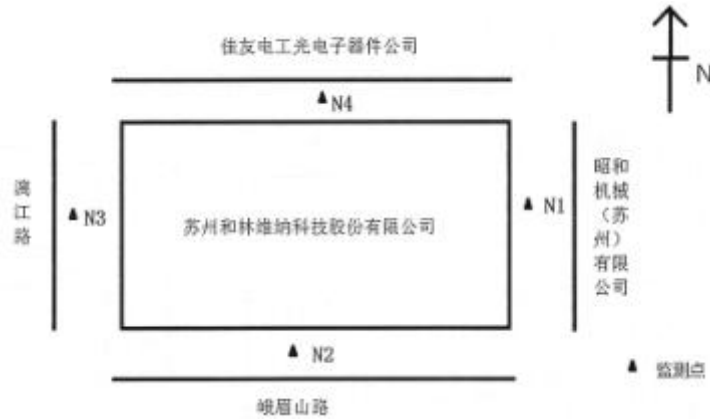 佳友电工光电子器件公司
N
N4
漓江路
N3
苏州和林维纳科技股份有限公司
N1
昭和
机械
（苏
州）
有限
公司
N2
监测点
峨眉山路